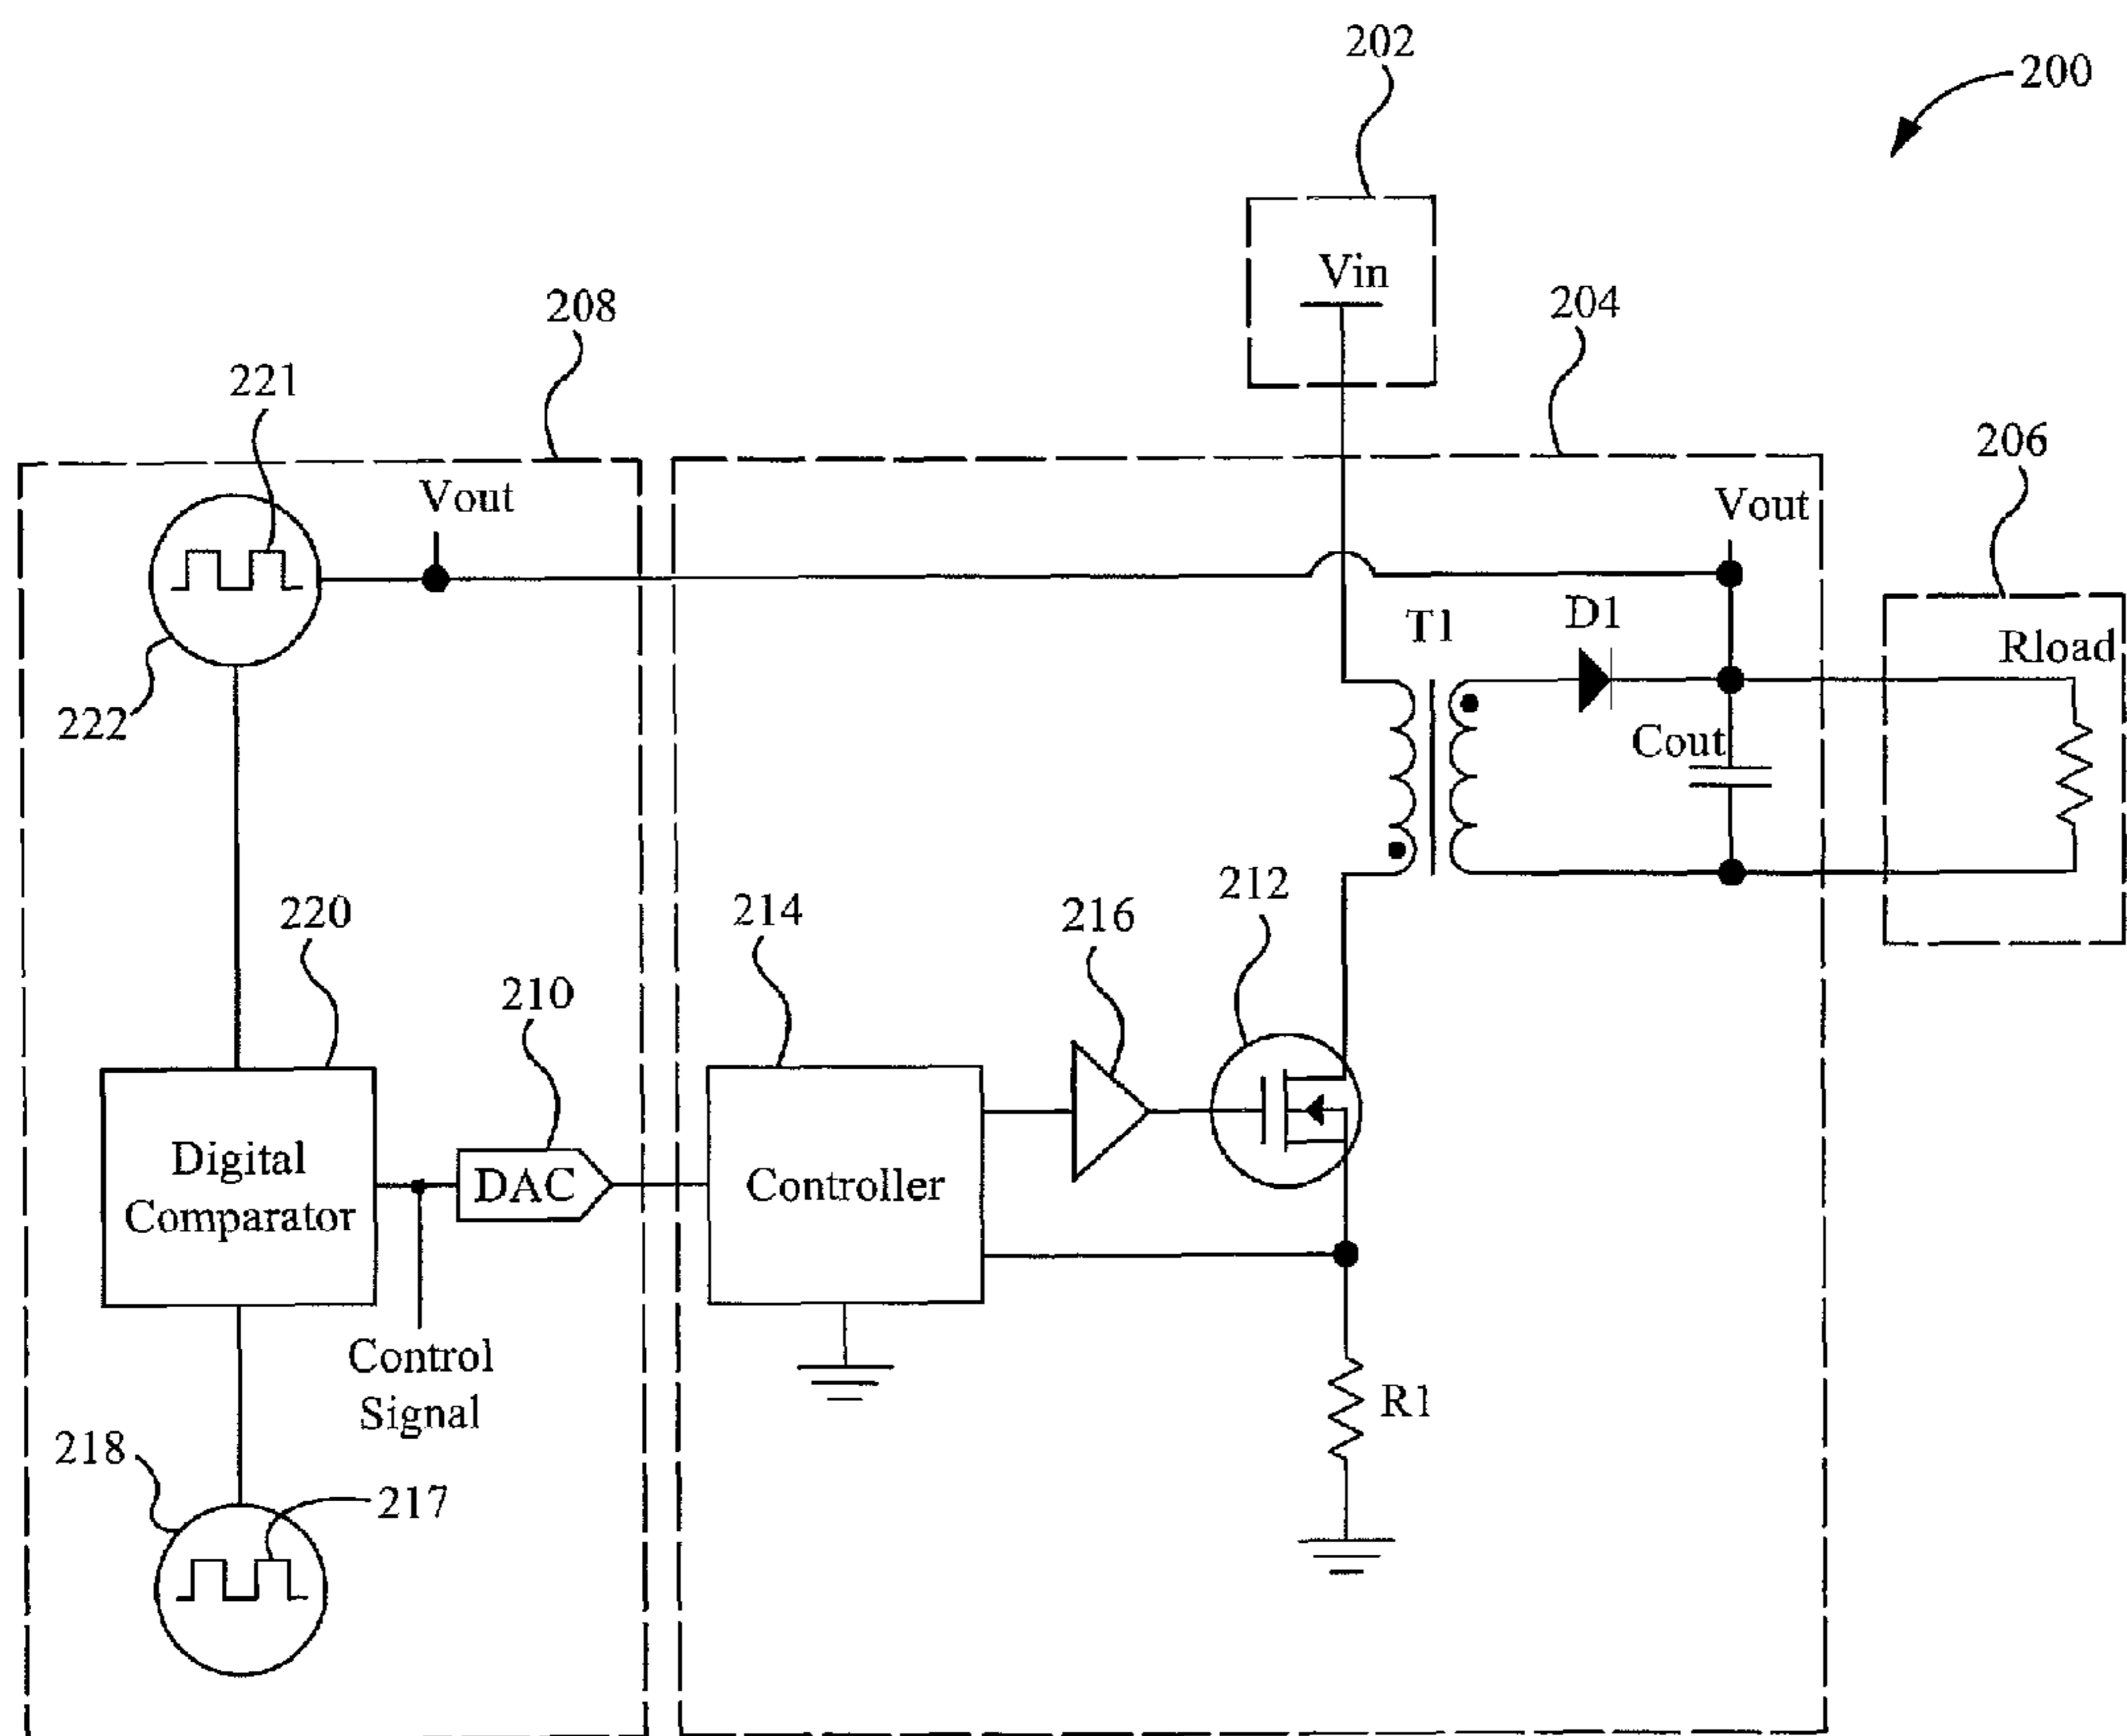 202
200
Vin
208
204
221
206
Vout
Vout
T1
D1
Rload
222
Cout
220
214
216
212
210
Digital
Comparator
DAC
Controller
Control
Signal
R1
218
217